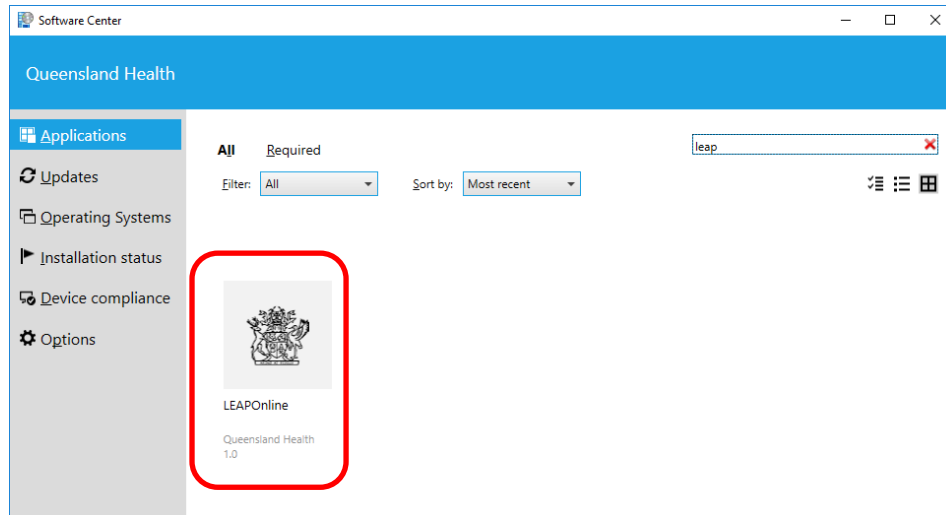 Software Center
Queensland Health
Applications
Updates
Operating Systems
Installation status
Device compliance
Options
All Required
leap
Filter: All Sort by: Most recent
LEAPOnline
Queensland Health
1.0